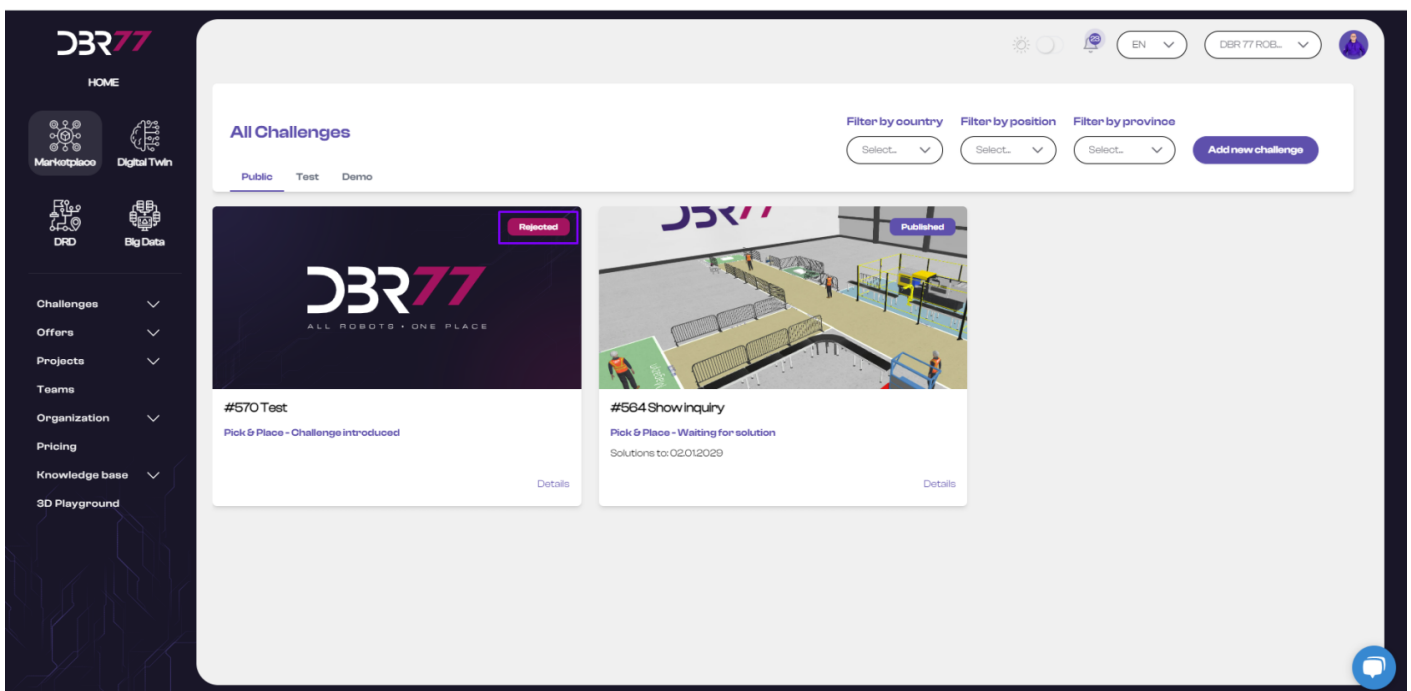 DBR77
HOME
Marketplace
Digital Twin
DRD
Big Data
Challenges
Offers
Projects
Teams
Organization
Pricing
Knowledge base
3D Playground
29
EN
DBR 77 ROB...
All Challenges
Filter by country
Filter by position
Filter by province
Select...
Select...
Select...
Add new challenge
Public
Test
Demo
Rejected
DBR77
ALL ROBOTS • ONE PLACE
#570 Test
Pick & Place - Challenge introduced
Details
DBR77
Published
#564 Show inquiry
Pick & Place - Waiting for solution
Solutions to: 02.01.2029
Details